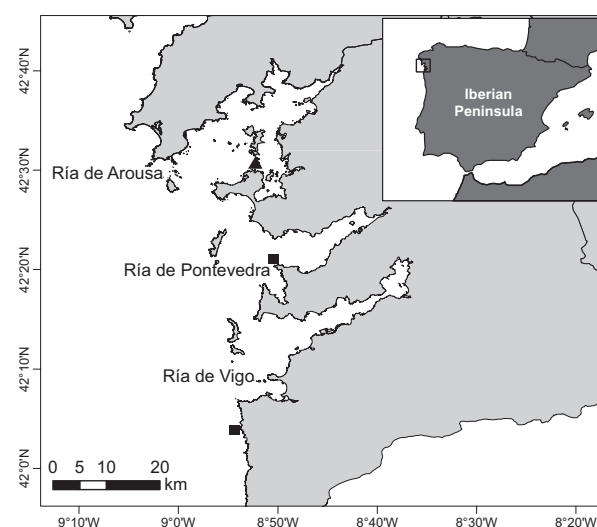 42°40'N
42°30'N
42°20'N
42°10'N
42°0'N
Iberian
Peninsula
Ría de Arousa
Ría de Pontevedra
Ría de Vigo
0 5 10 20
km
9°10'W 9°0'W 8°50'W 8°40'W 8°30'W 8°20'W